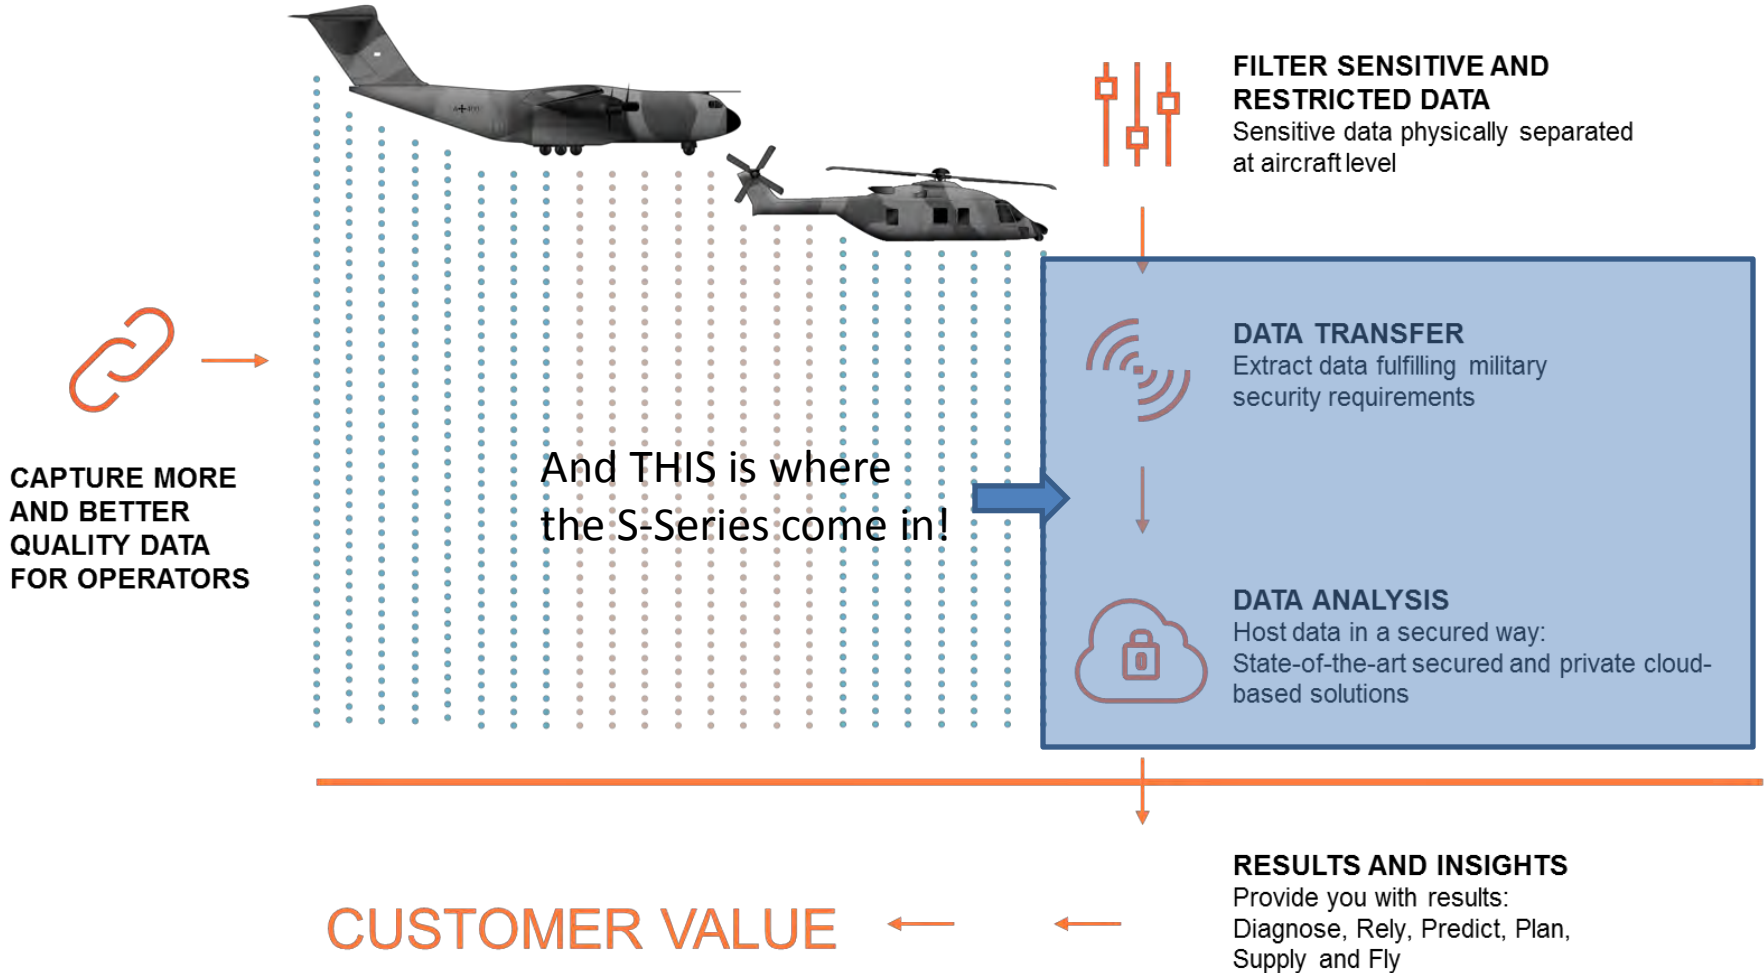 FILTER SENSITIVE AND
RESTRICTED DATA
Sensitive data physically separated
at aircraft level
CAPTURE MORE
AND BETTER
QUALITY DATA
FOR OPERATORS
And THIS is where
the S-Series come in!
DATA TRANSFER
Extract data fulfilling military
security requirements
DATA ANALYSIS
Host data in a secured way:
State-of-the-art secured and private cloud-
based solutions
RESULTS AND INSIGHTS
Provide you with results:
Diagnose, Rely, Predict, Plan,
Supply and Fly
CUSTOMER VALUE